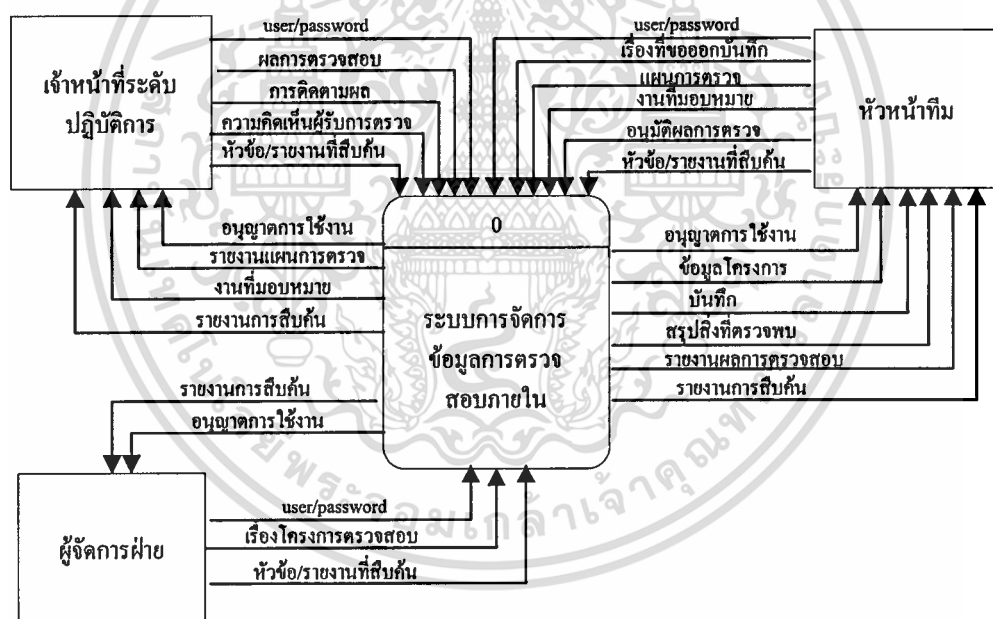 เจ้าหน้าที่ระดับ
ปฏิบัติการ
user/password
ผลการตรวจสอบ
การติดตามผล
ความคิดเห็นผู้รับการตรวจ
หัวข้อ/รายงานที่สืบค้น
user/password
เรื่องที่ขอออกบันทึก
แผนการตรวจ
งานที่มอบหมาย
อนุมัติผลการตรวจ
หัวข้อ/รายงานที่สืบค้น
หัวหน้าทีม
อนุญาตการใช้งาน
รายงานแผนการตรวจ
งานที่มอบหมาย
รายงานการสืบค้น
0
ระบบการจัดการ
ข้อมูลการตรวจ
สอบภายใน
อนุญาตการใช้งาน
ข้อมูลโครงการ
บันทึก
สรุปสิ่งที่ตรวจพบ
รายงานผลการตรวจสอบ
รายงานการสืบค้น
รายงานการสืบค้น
อนุญาตการใช้งาน
ผู้จัดการฝ่าย
user/password
เรื่องโครงการตรวจสอบ
หัวข้อ/รายงานที่สืบค้น